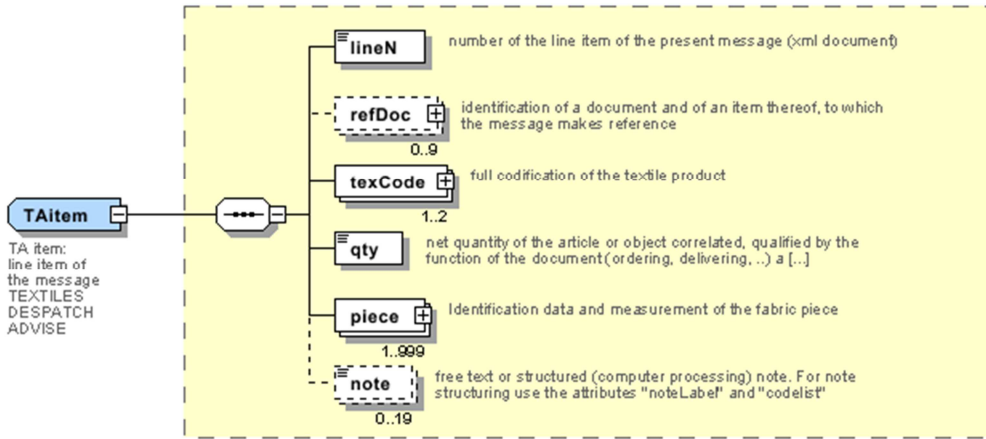 lineN
number of the line item of the present message (xml document)
refDoc
identification of a document and of an item thereof, to which
the message makes reference
0..9
texCode
full codification of the textile product
1..2
TAitem
TA item:
line item of
the message
TEXTILES
DESPATCH
ADVISE
qty
net quantity of the article or object correlated, qualified by the
function of the document (ordering, delivering, ..) a [...]
piece
Identification data and measurement of the fabric piece
1..999
note
free text or structured (computer processing) note. For note
structuring use the attributes "noteLabel" and "codelist"
0..19